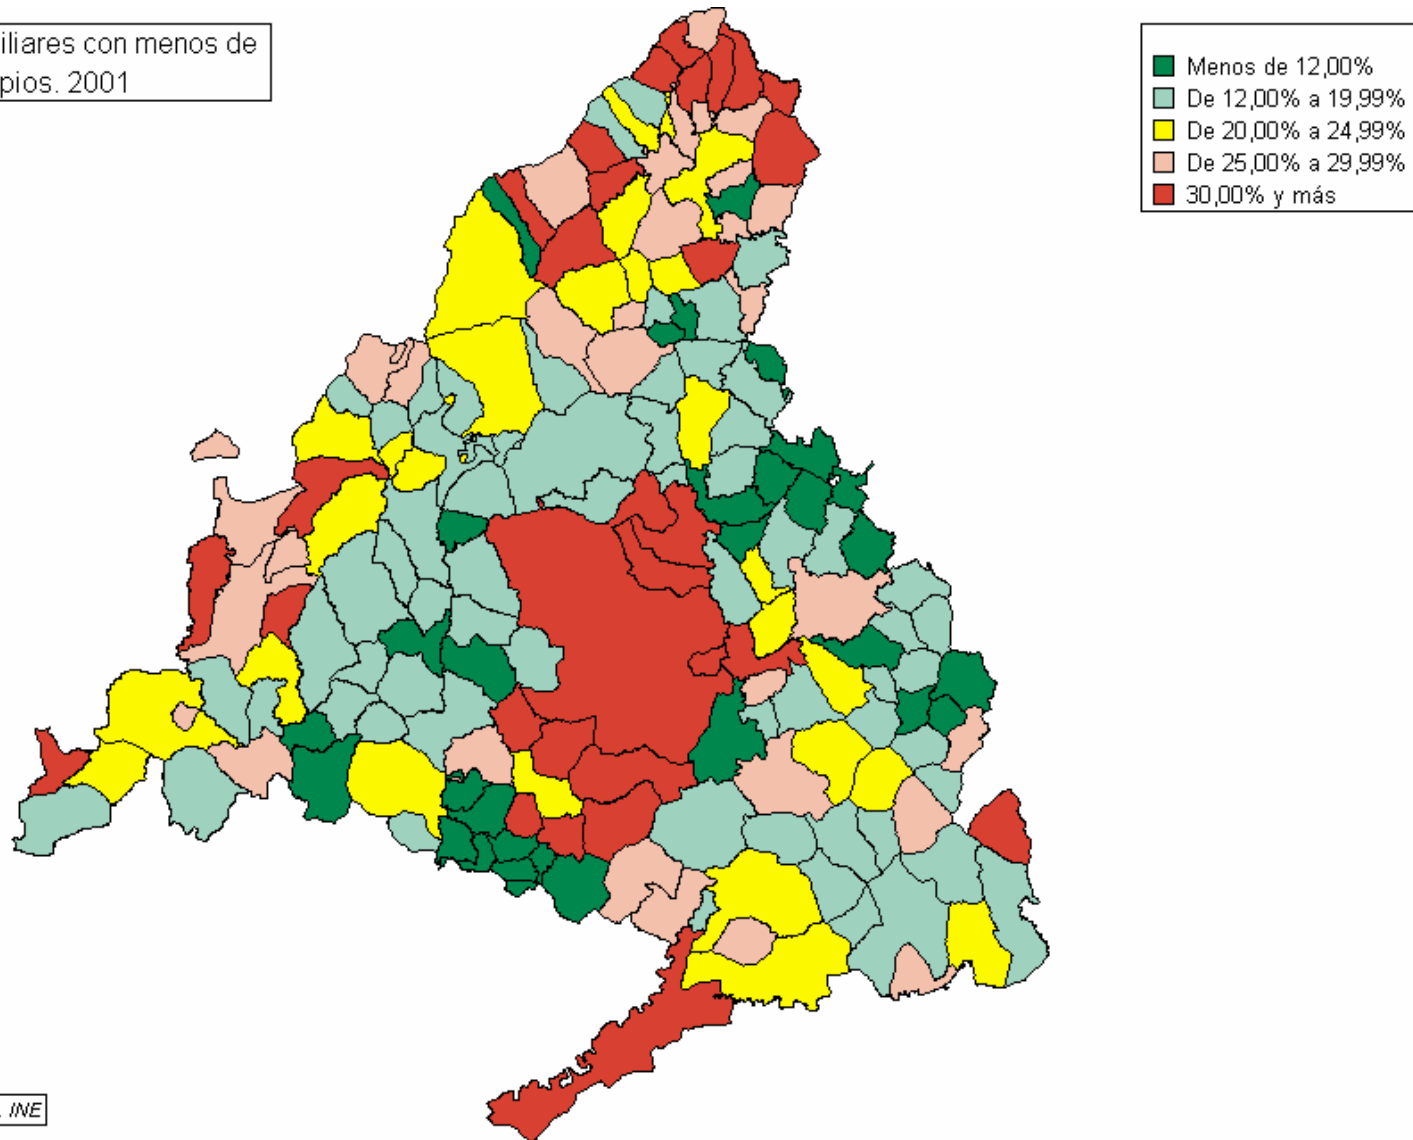 iliares con menos de
pios. 2001
Menos de 12,00%
De 12,00% a 19,99%
De 20,00% a 24,99%
De 25,00% a 29,99%
30,00% y más
. INE